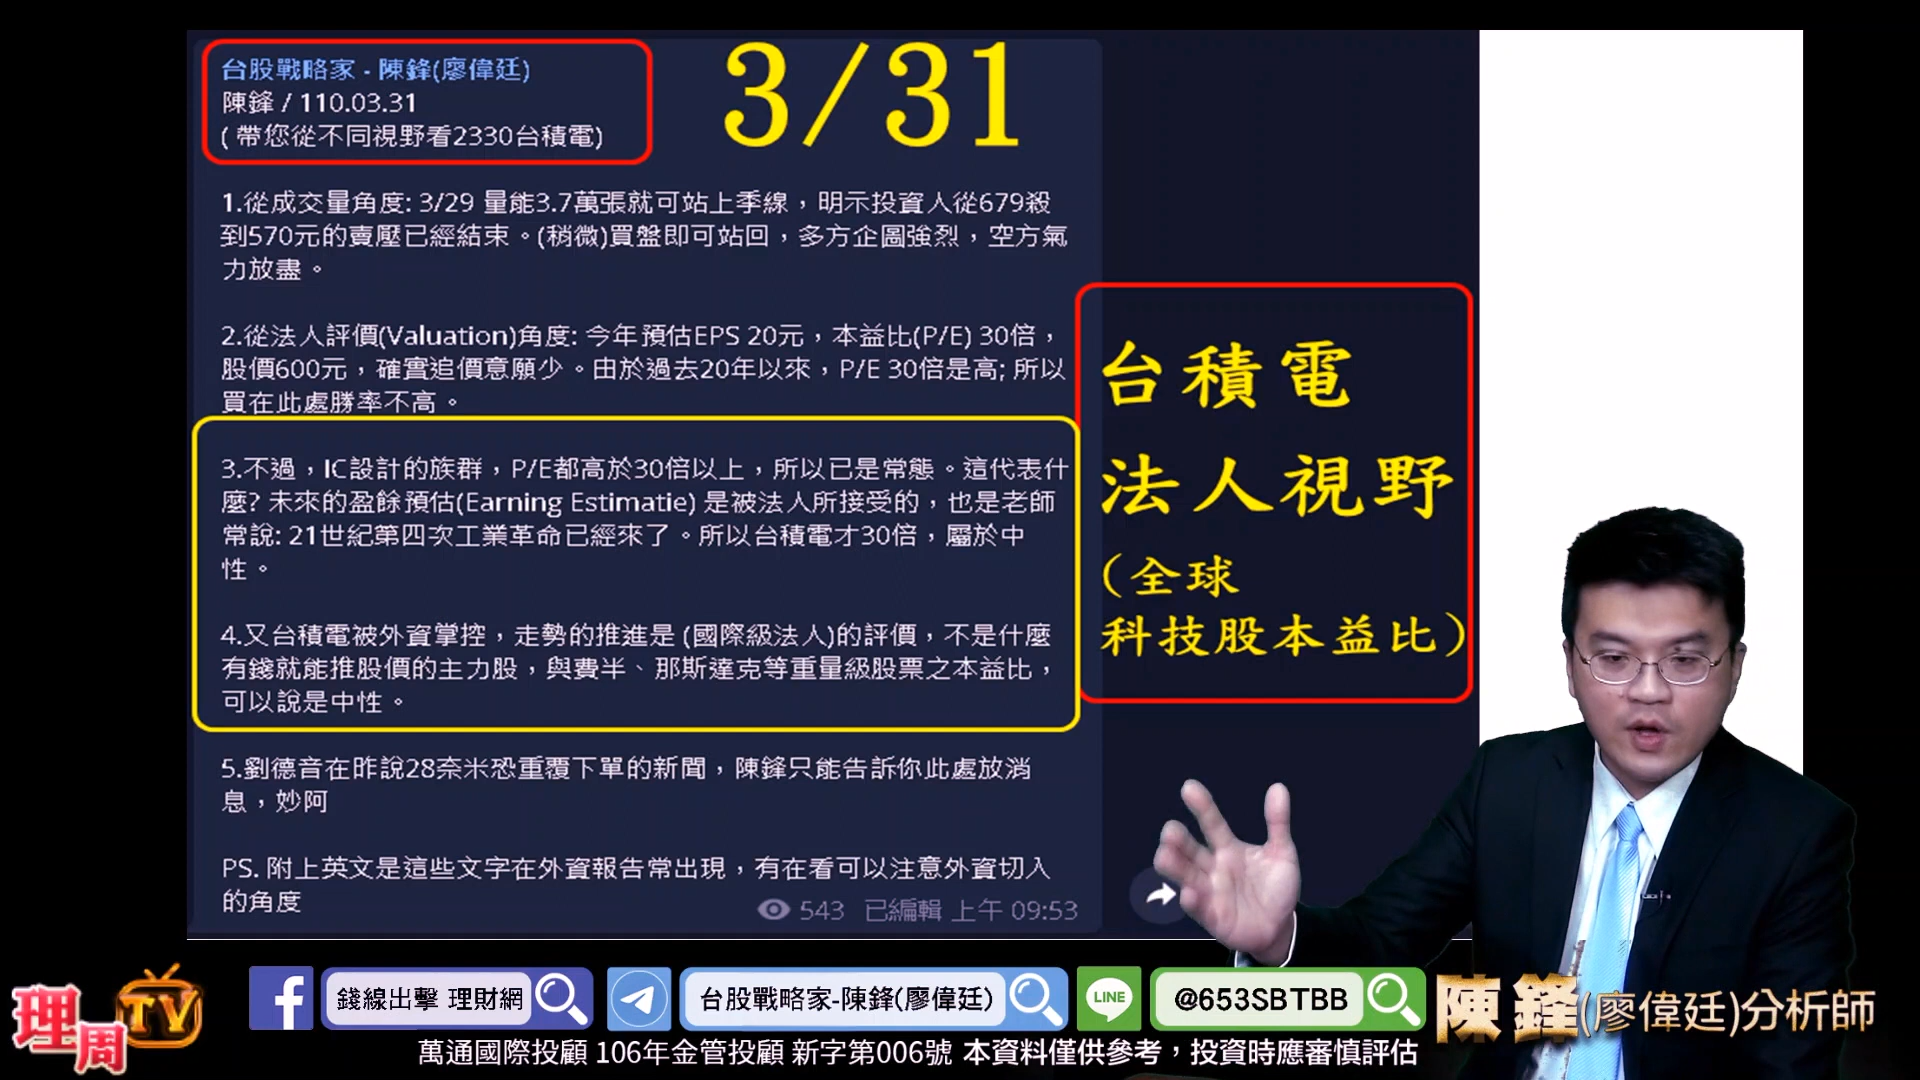 台股戰略家 - 陳鋒(廖偉廷)
陳鋒 / 110.03.31
( 帶您從不同視野看2330台積電)
3/31
1.從成交量角度: 3/29 量能3.7萬張就可站上季線，明示投資人從679殺
到570元的賣壓已經結束。(稍微)買盤即可站回，多方企圖強烈，空方氣
力放盡。
2.從法人評價(Valuation)角度: 今年預估EPS 20元，本益比(P/E) 30倍，
股價600元，確實追價意願少。由於過去20年以來，P/E 30倍是高; 所以
買在此處勝率不高。
3.不過，IC設計的族群，P/E都高於30倍以上，所以已是常態。這代表什
麼? 未來的盈餘預估(Earning Estimatie) 是被法人所接受的，也是老師
常說: 21世紀第四次工業革命已經來了。所以台積電才30倍，屬於中
性。
4.又台積電被外資掌控，走勢的推進是 (國際級法人)的評價，不是什麼
有錢就能推股價的主力股，與費半、那斯達克等重量級股票之本益比，
可以說是中性。
5.劉德音在昨說28奈米恐重覆下單的新聞，陳鋒只能告訴你此處放消
息，妙阿
PS. 附上英文是這些文字在外資報告常出現，有在看可以注意外資切入
的角度
543 已編輯 上午 09:53
台積電
法人視野
(全球
科技股本益比)
理周TV
f
錢線出擊 理財網
台股戰略家-陳鋒(廖偉廷)
LINE
@653SBTBB
陳鋒(廖偉廷)分析師
萬通國際投顧 106年金管投顧 新字第006號 本資料僅供參考，投資時應審慎評估